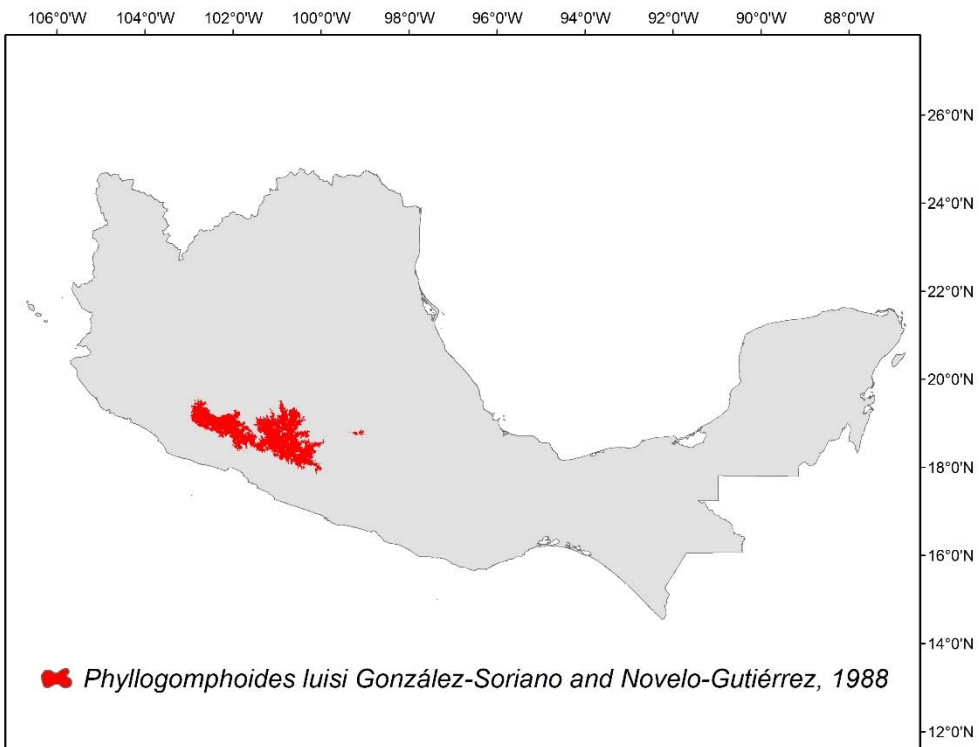 106°0'W 104°0'W 102°0'W 100°0'W 98°0'W 96°0'W 94°0'W 92°0'W 90°0'W 88°0'W
26°0'N
24°0'N
22°0'N
20°0'N
18°0'N
16°0'N
14°0'N
Phyllogomphoides luisi González-Soriano and Novelo-Gutiérrez, 1988
12°0'N